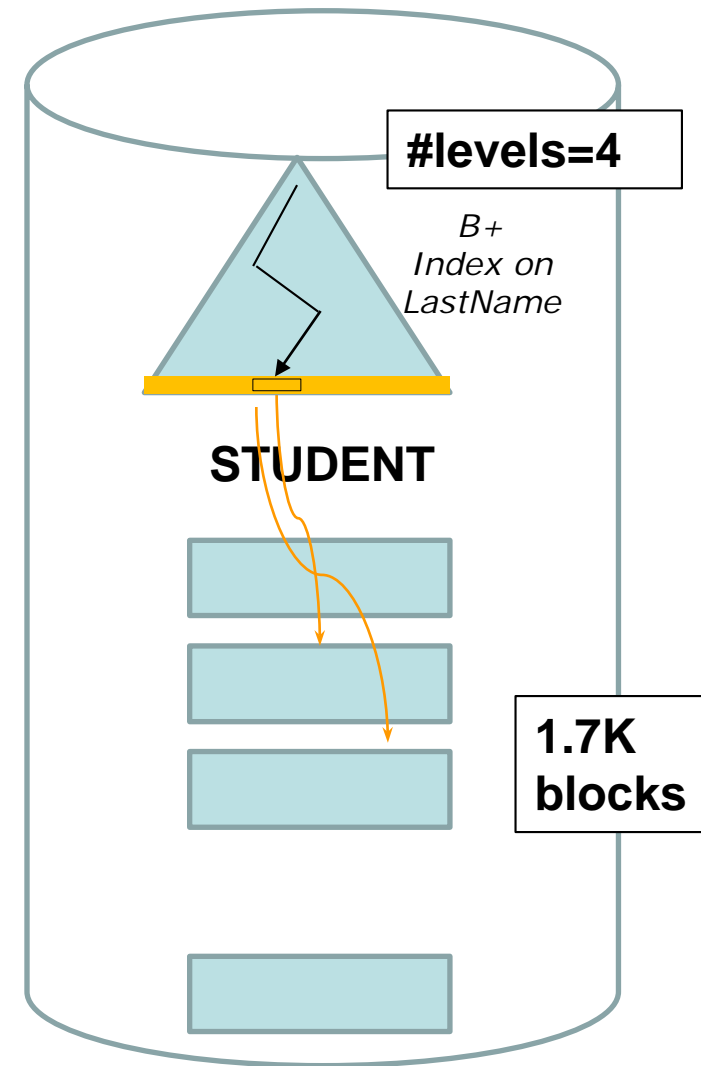 #levels=4
B+
Index on
LastName
STUDENT
1.7K
blocks